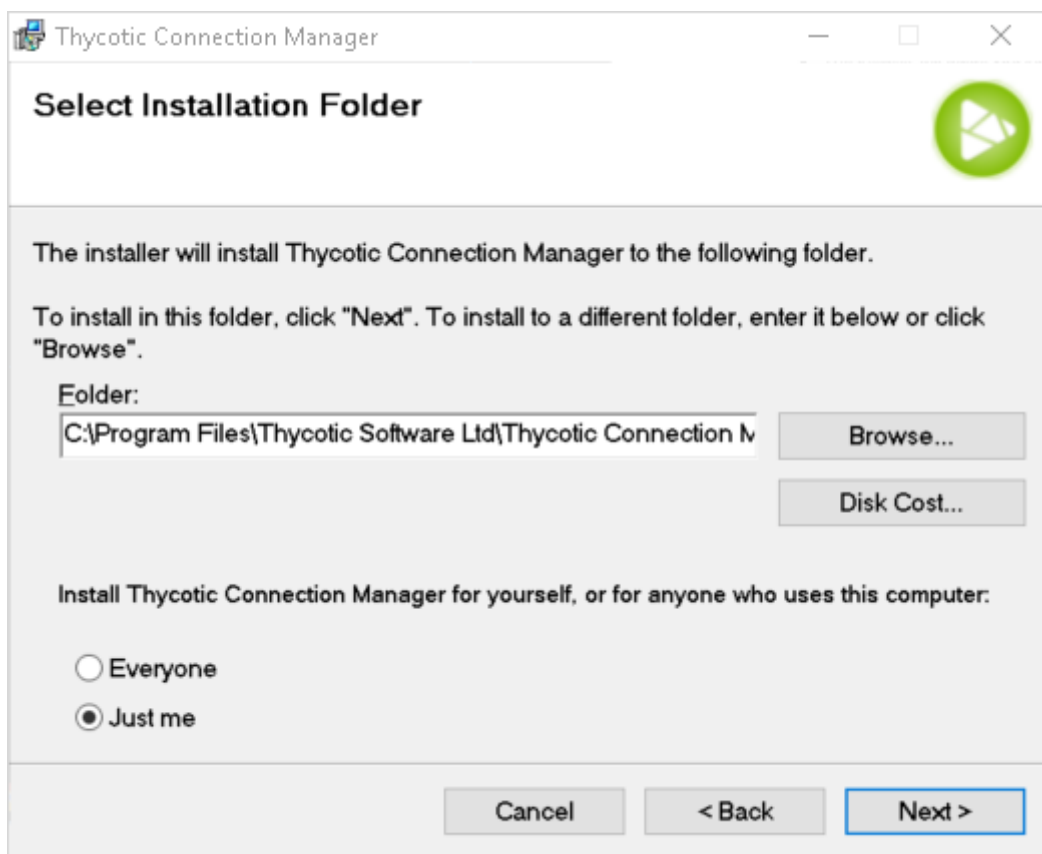 Thycotic Connection Manager
Select Installation Folder
The installer will install Thycotic Connection Manager to the following folder.
To install in this folder, click "Next". To install to a different folder, enter it below or click
"Browse".
Folder:
C:\Program Files\Thycotic Software Ltd\Thycotic Connection M
Browse...
Disk Cost...
Install Thycotic Connection Manager for yourself, or for anyone who uses this computer:
Everyone
Just me
Cancel
< Back
Next >